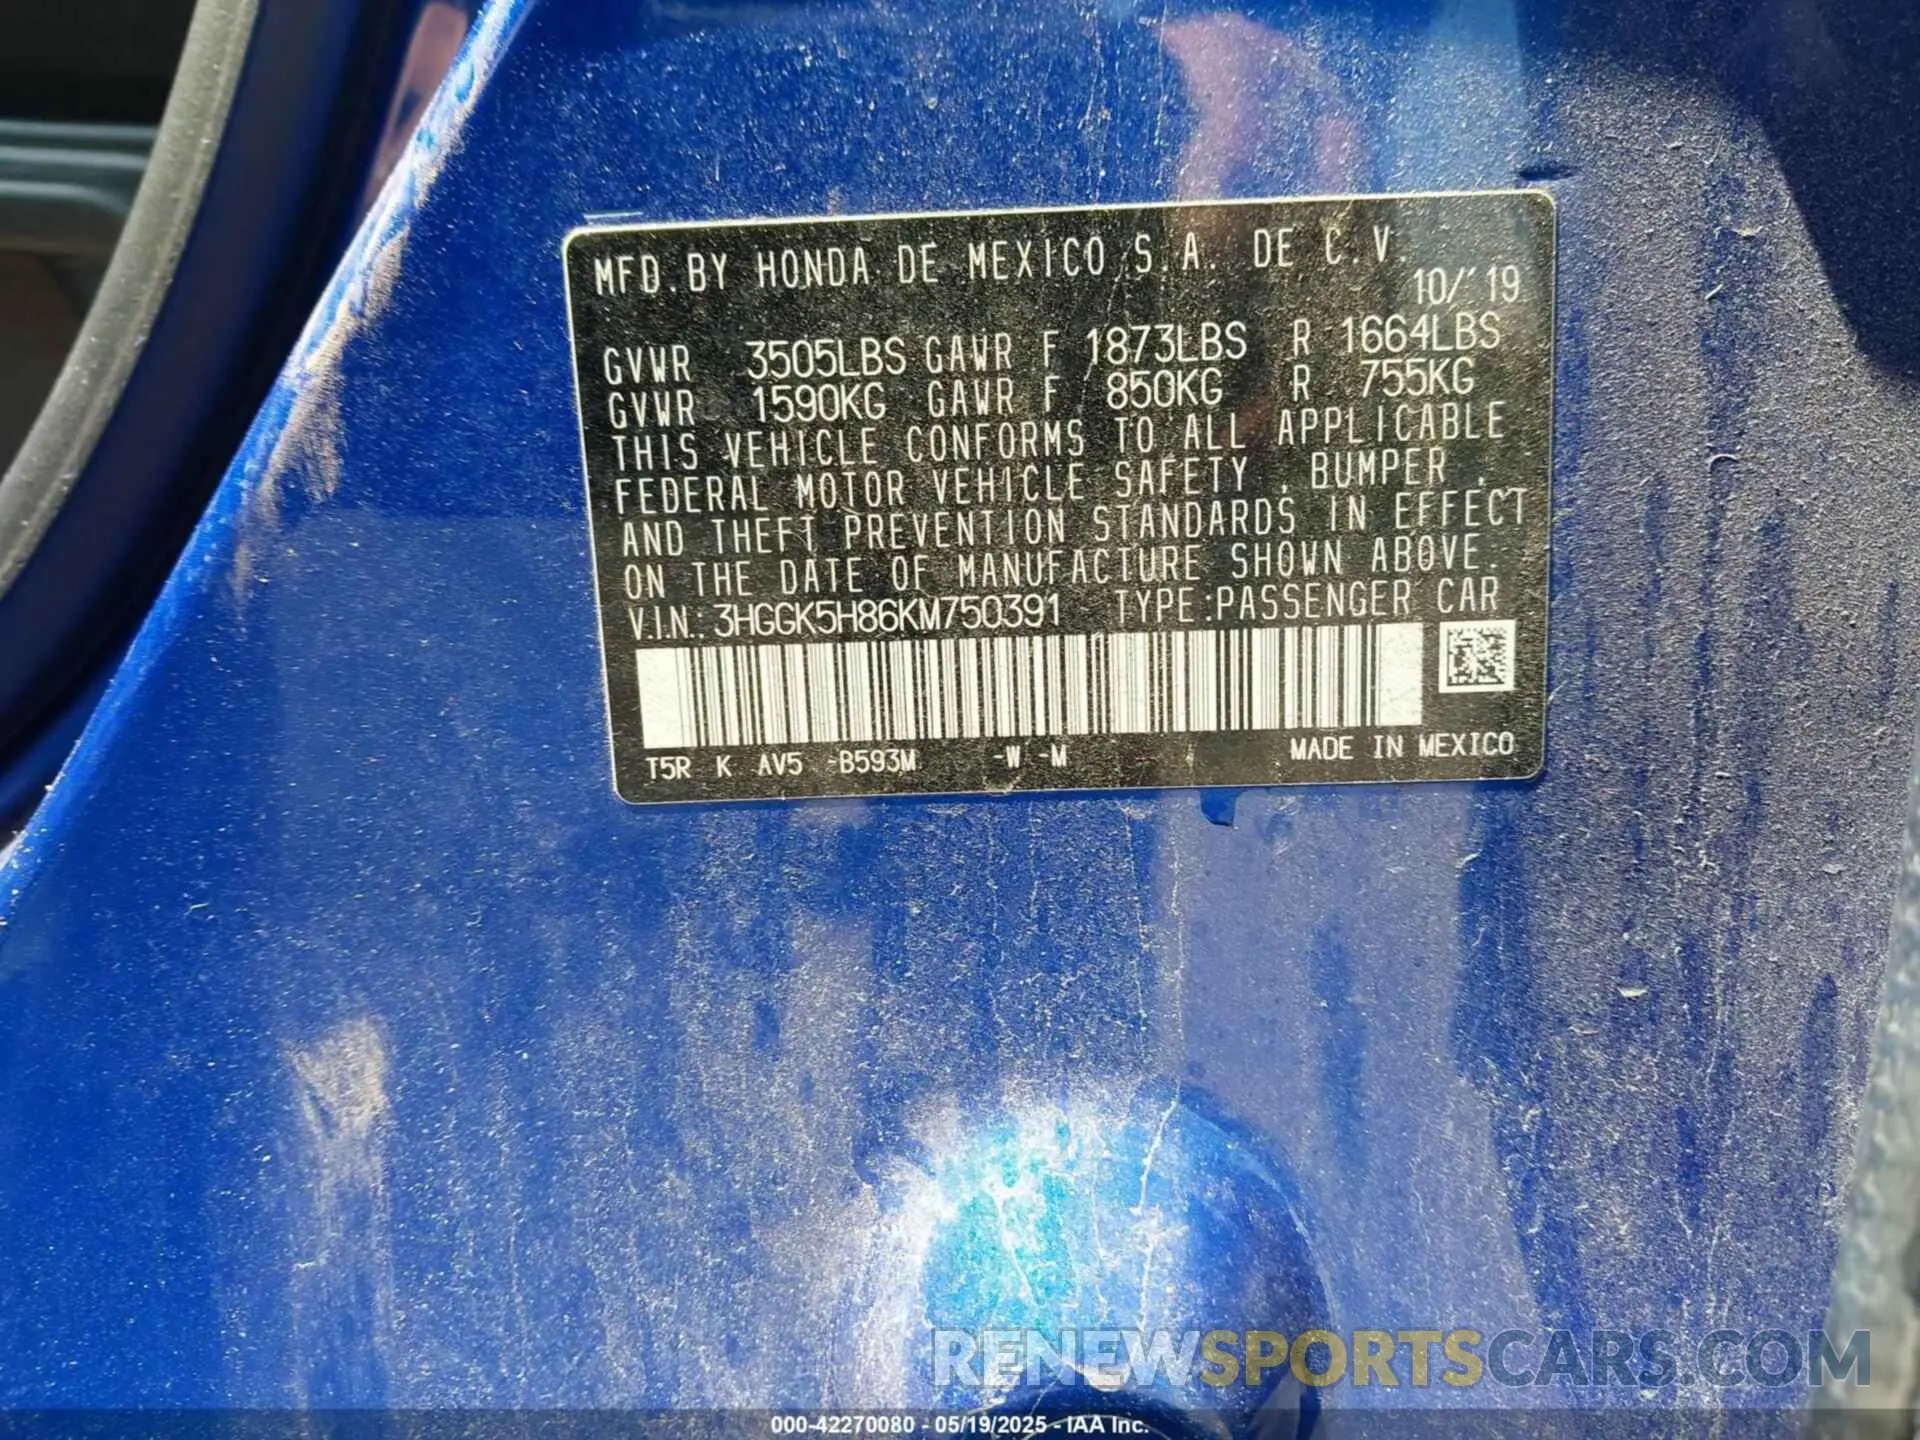 MFD. BY HONDA DE MEXICO S.A. DE C.V.
10/'19
GVWR 3505LBS GAWR F 1873LBS R 1664LBS
GVWR 1590KG GAWR F 850KG R 755KG
THIS VEHICLE CONFORMS TO ALL APPLICABLE
FEDERAL MOTOR VEHICLE SAFETY , BUMPER ,
AND THEFT PREVENTION STANDARDS IN EFFECT
ON THE DATE OF MANUFACTURE SHOWN ABOVE.
V.I.N.: 3HGGK5H86KM750391 TYPE:PASSENGER CAR
T5R K AV5 -B593M -W -M MADE IN MEXICO
RENEWSPORTSCARS.COM
000-42270080 - 05/19/2025 - IAA Inc.